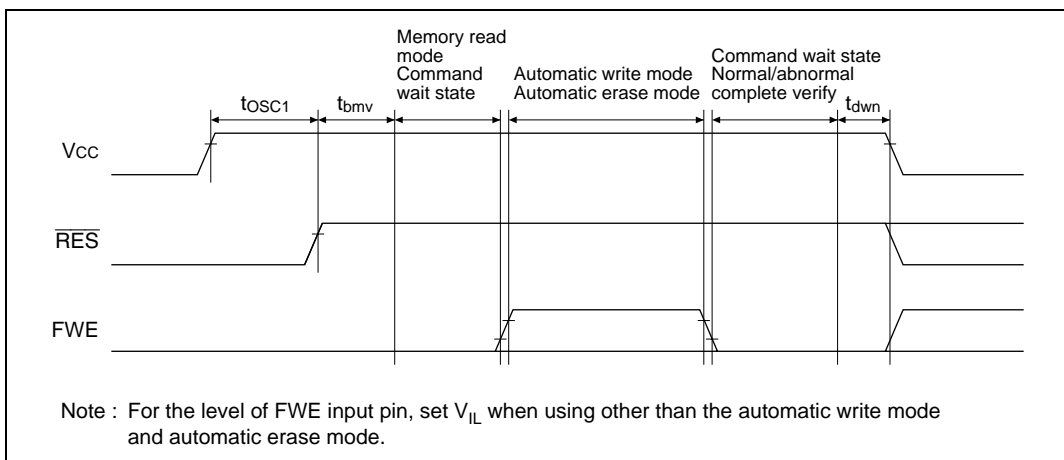 Memory read
mode
Command
wait state
Automatic write mode
Automatic erase mode
Command wait state
Normal/abnormal
complete verify
tOSC1
tbmv
tdwn
VCC
RES
FWE
Note : For the level of FWE input pin, set VIL when using other than the automatic write mode
and automatic erase mode.